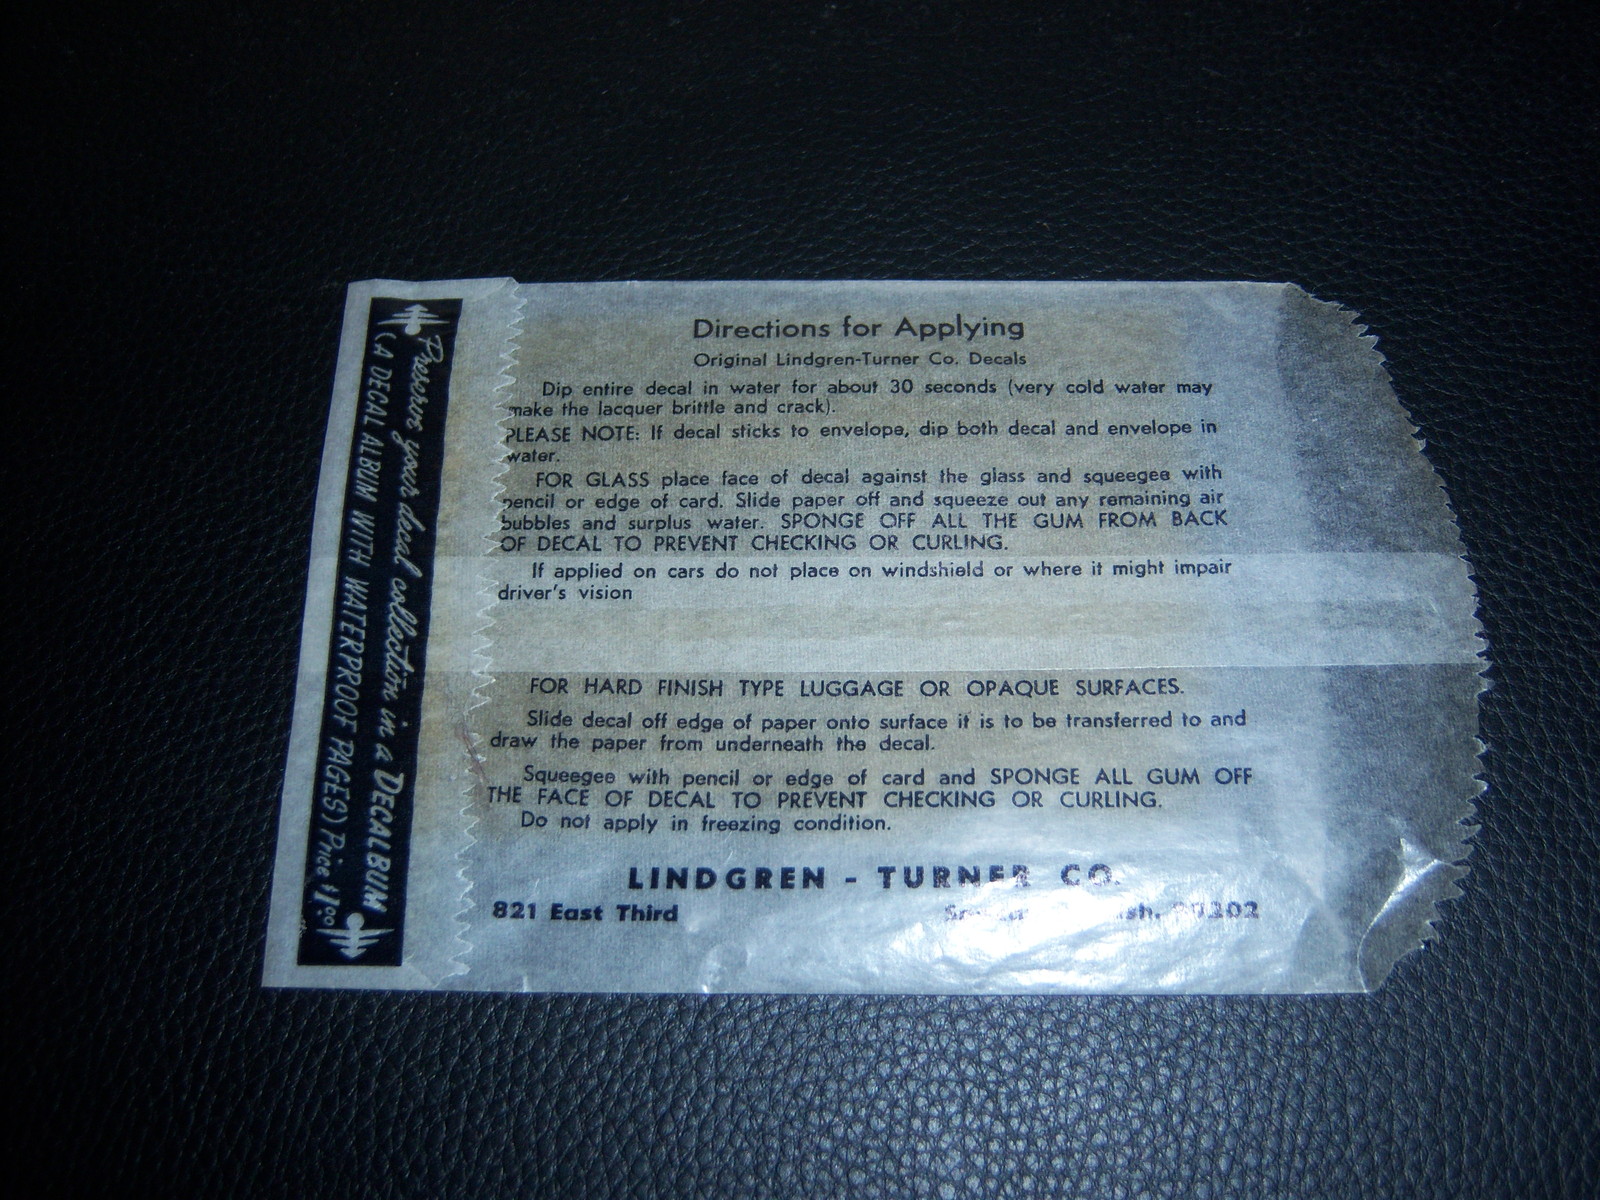 Directions for Applying
Original Lindgren-Turner Co. Decals
Dip entire decal in water for about 30 seconds (very cold water may
make the lacquer brittle and crack).
PLEASE NOTE: If decal sticks to envelope, dip both decal and envelope in
water.
FOR GLASS place face of decal against the glass and squeegee with
pencil or edge of card. Slide paper off and squeeze out any remaining air
bubbles and surplus water. SPONGE OFF ALL THE GUM FROM BACK
OF DECAL TO PREVENT CHECKING OR CURLING.
If applied on cars do not place on windshield or where it might impair
driver's vision
FOR HARD FINISH TYPE LUGGAGE OR OPAQUE SURFACES.
Slide decal off edge of paper onto surface it is to be transferred to and
draw the paper from underneath the decal.
Squeegee with pencil or edge of card and SPONGE ALL GUM OFF
THE FACE OF DECAL TO PREVENT CHECKING OR CURLING.
Do not apply in freezing condition.
LINDGREN - TURNER CO.
821 East Third
Preserve your decal collection in a DECALBUM
(A DECAL ALBUM WITH WATERPROOF PAGES) Price $1.00